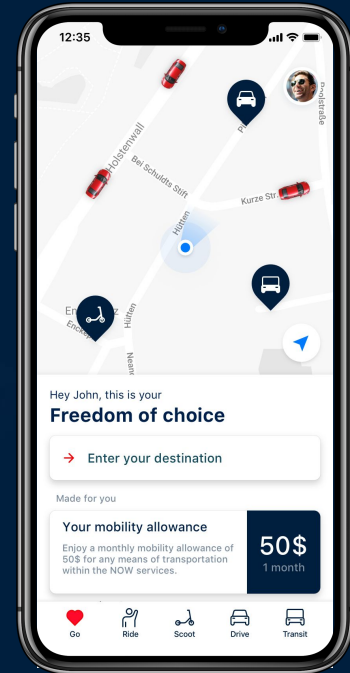 12:35
Holstenwall
Bei Schuldts Stift
Kurze Str.
Hütten
Hütten
Hey John, this is your
Freedom of choice
→ Enter your destination
Made for you
Your mobility allowance
Enjoy a monthly mobility allowance of
50$ for any means of transportation
within the NOW services.
50$
1 month
Go
Ride
Scoot
Drive
Transit